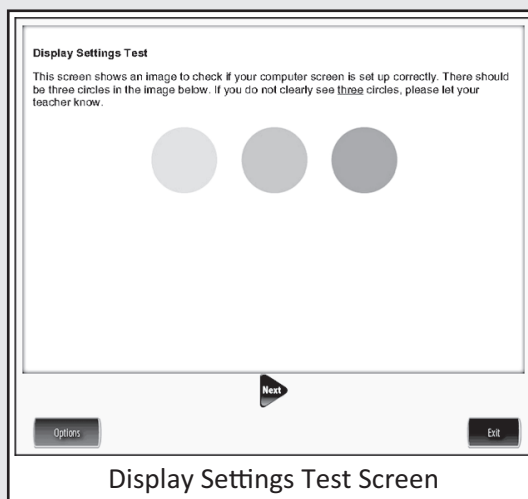 Display Settings Test
This screen shows an image to check if your computer screen is set up correctly. There should
be three circles in the image below. If you do not clearly see three circles, please let your
teacher know.
Next
Options
Exit
Display Settings Test Screen